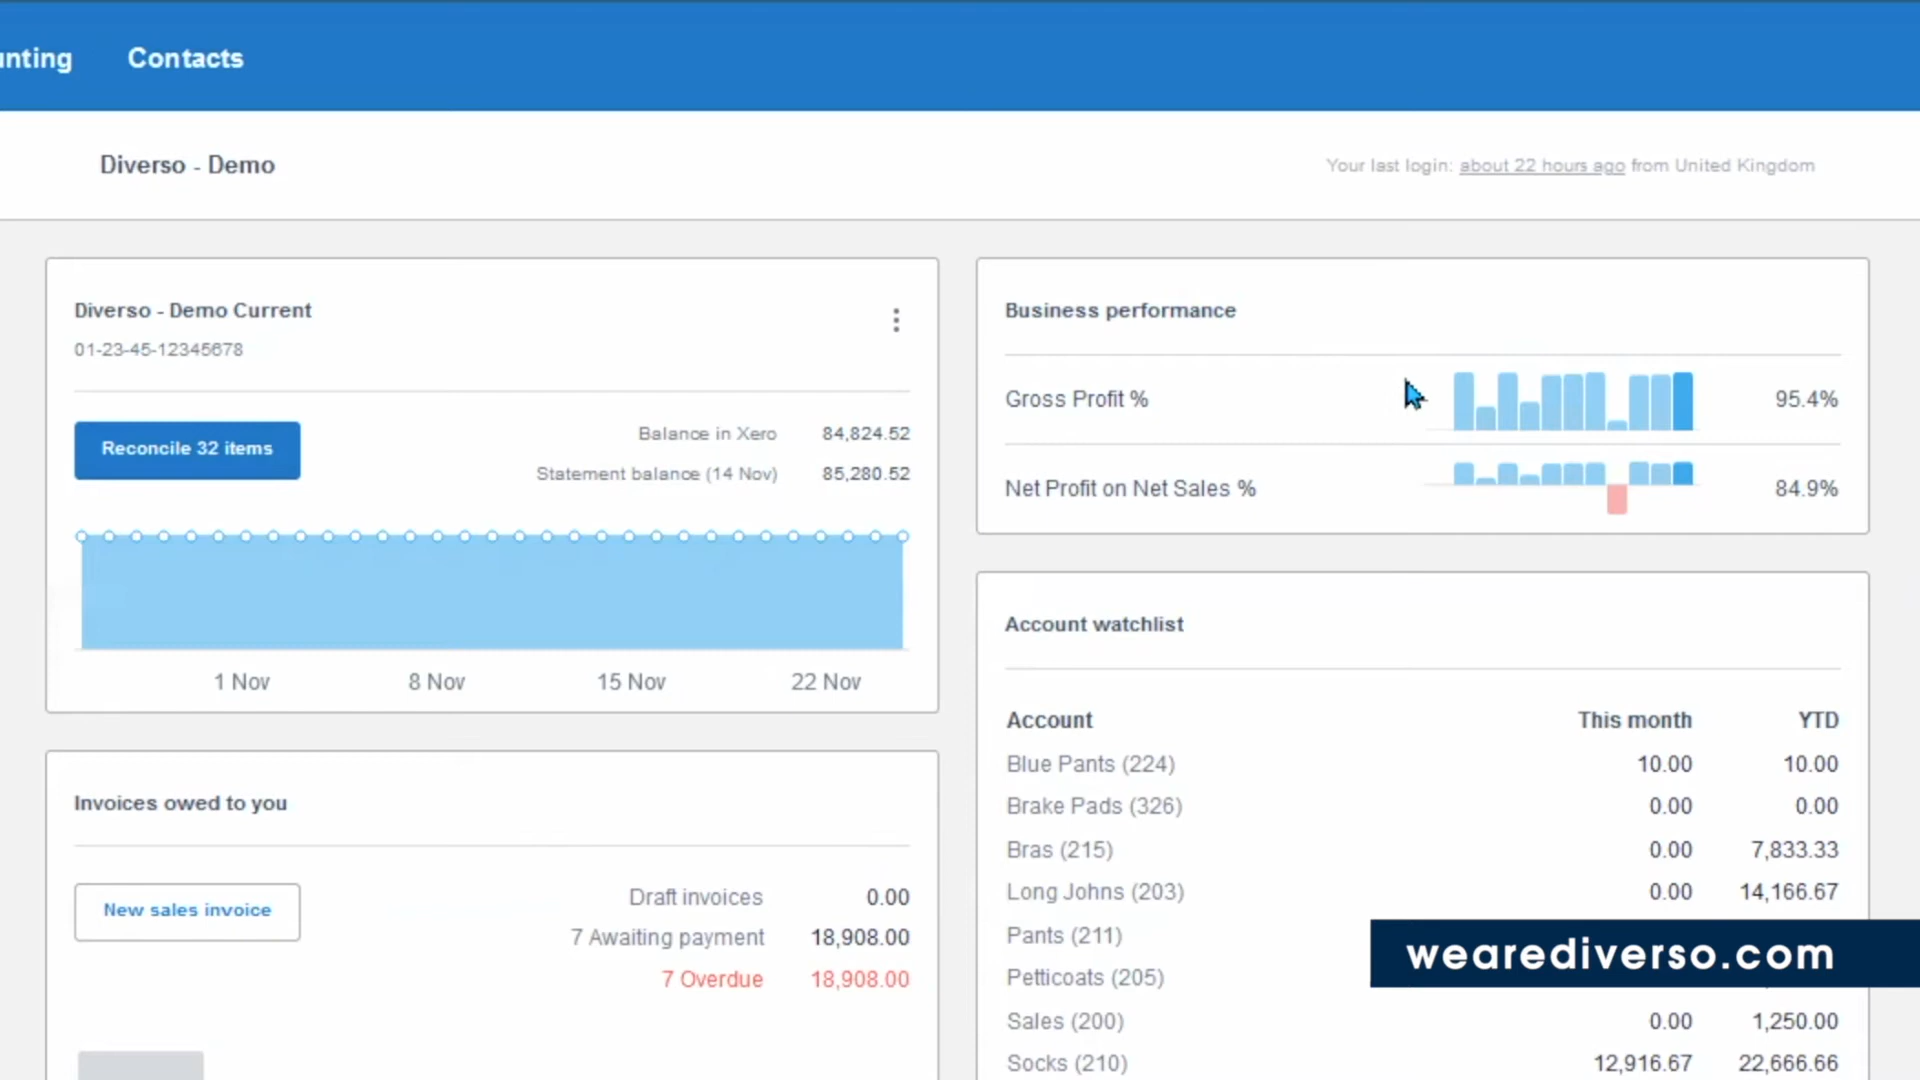 unting
Contacts
Diverso - Demo
Your last login: about 22 hours ago from United Kingdom
Diverso - Demo Current
01-23-45-12345678
Reconcile 32 items
Balance in Xero 84,824.52
Statement balance (14 Nov) 85,280.52
1 Nov 8 Nov 15 Nov 22 Nov
Invoices owed to you
New sales invoice
Draft invoices 0.00
7 Awaiting payment 18,908.00
7 Overdue 18,908.00
Business performance
Gross Profit % 95.4%
Net Profit on Net Sales % 84.9%
Account watchlist
Account This month YTD
Blue Pants (224) 10.00 10.00
Brake Pads (326) 0.00 0.00
Bras (215) 0.00 7,833.33
Long Johns (203) 0.00 14,166.67
Pants (211)
Petticoats (205)
Sales (200) 0.00 1,250.00
Socks (210) 12,916.67 22,666.66
wearediverso.com